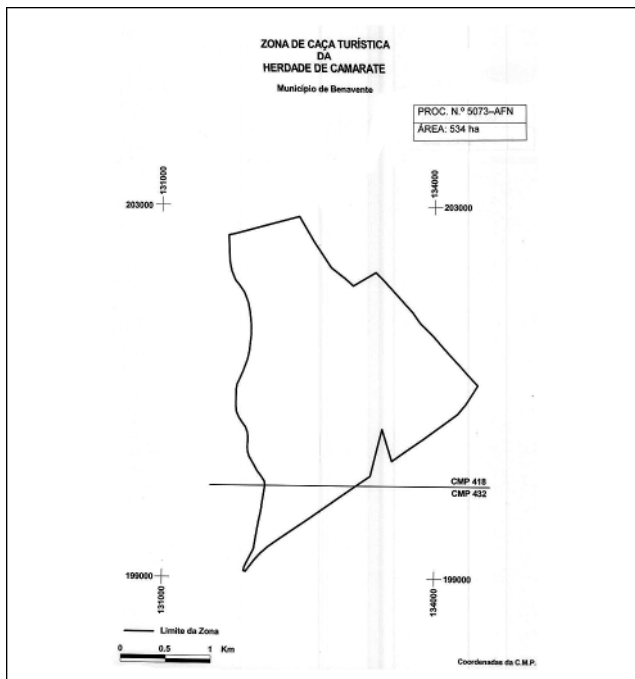 ZONA DE CAÇA TURÍSTICA
DA
HERDADE DE CAMARATE
Município de Benavente
PROC. N.º 5073–AFN
ÁREA: 534 ha
131000
134000
203000
203000
CMP 418
CMP 432
199000
199000
131000
134000
Limite da Zona
0 0.5 1 Km
Coordenadas da C.M.P.